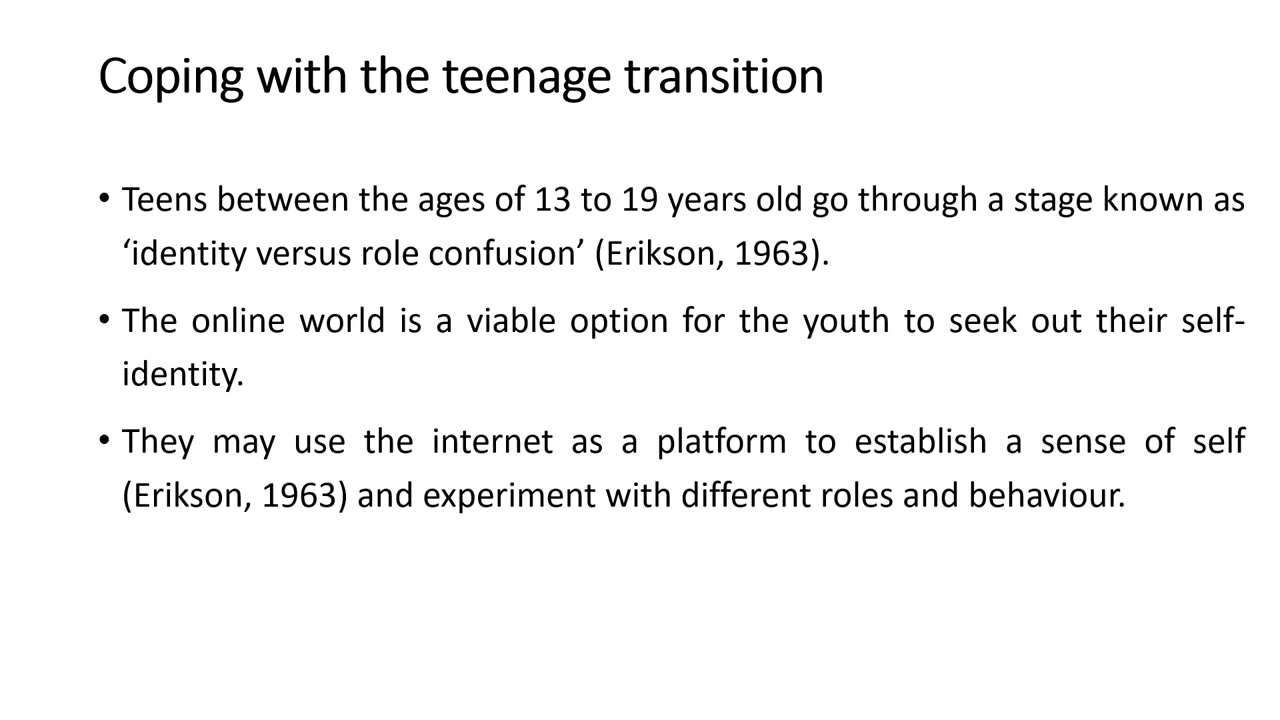 Coping with the teenage transition
• Teens between the ages of 13 to 19 years old go through a stage known as
‘identity versus role confusion’ (Erikson, 1963).
• The online world is a viable option for the youth to seek out their self-
identity.
• They may use the internet as a platform to establish a sense of self
(Erikson, 1963) and experiment with different roles and behaviour.